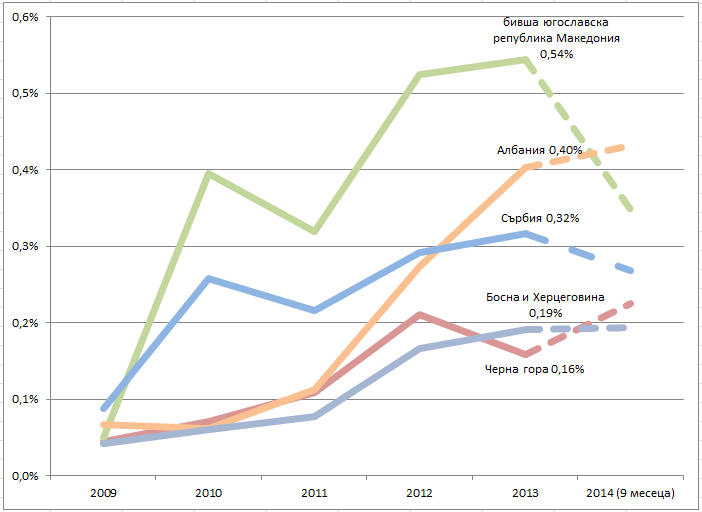 0,6%
бивша югославска
република Македония
0,54%
0,5%
0,4%
Албания 0,40%
0,3%
Сърбия 0,32%
Босна и Херцеговина
0,19%
0,2%
Черна гора 0,16%
0,1%
0,0%
2009 2010 2011 2012 2013 2014 (9 месеца)